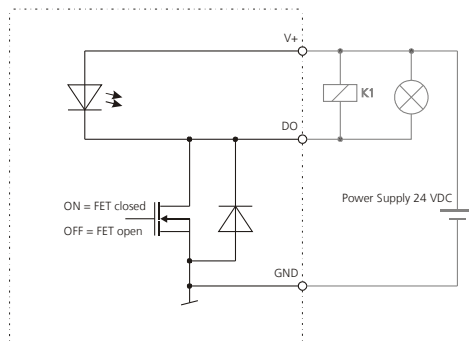 V+
K1
DO
Power Supply 24 VDC
ON = FET closed
OFF = FET open
GND